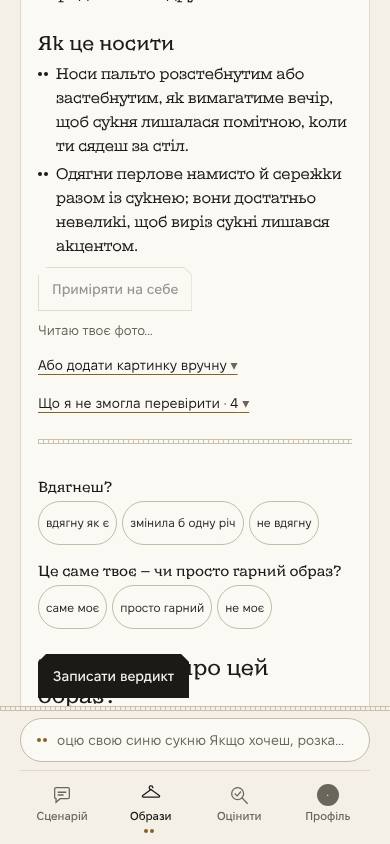 Як це носити
•• Носи пальто розстебнутим або
застебнутим, як вимагатиме вечір,
щоб сукня лишалася помітною, коли
ти сядеш за стіл.
•• Одягни перлове намисто й сережки
разом із сукнею; вони достатньо
невеликі, щоб виріз сукні лишався
акцентом.
Приміряти на себе
Читаю твоє фото...
Або додати картинку вручну ▾
Що я не змогла перевірити · 4 ▾
Вдягнеш?
вдягну як є змінила б одну річ не вдягну
Це саме твоє — чи просто гарний образ?
саме моє просто гарний не моє
Записати вердикт про цей
образ?
•• оцю свою синю сукню Якщо хочеш, розка...
Сценарій Образи Оцінити Профіль